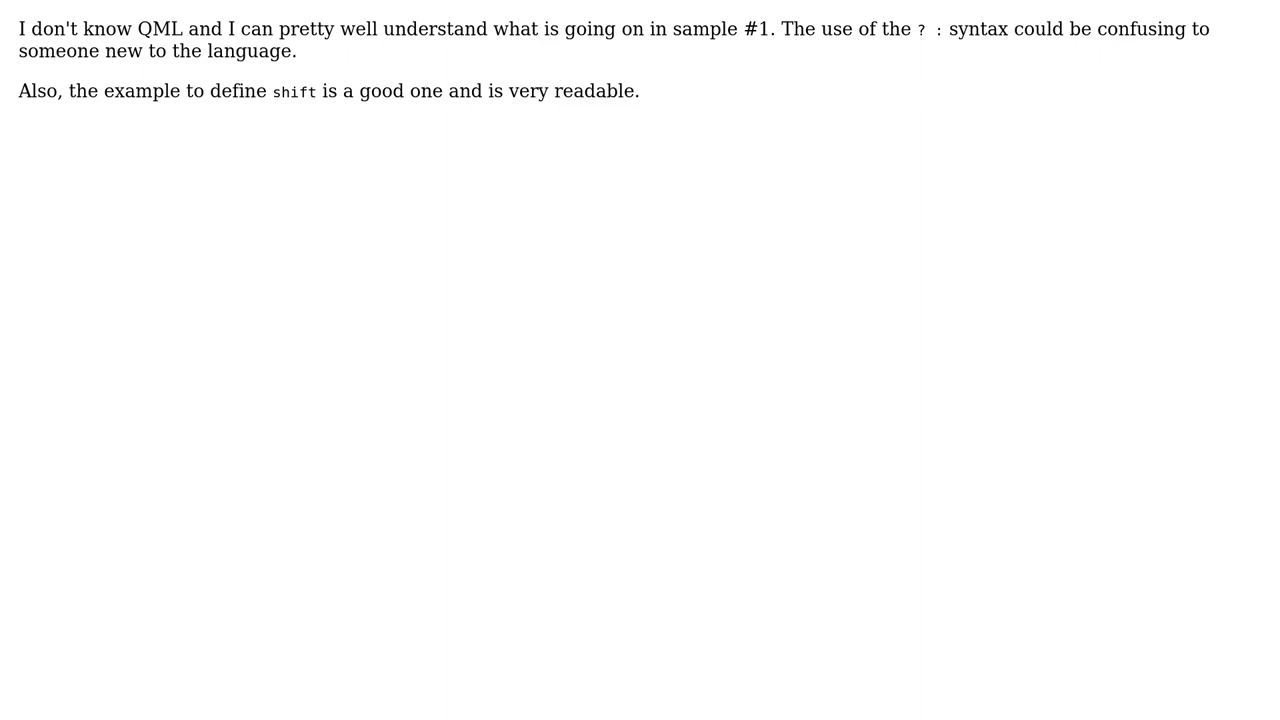 I don't know QML and I can pretty well understand what is going on in sample #1. The use of the ? : syntax could be confusing to
someone new to the language.
Also, the example to define shift is a good one and is very readable.